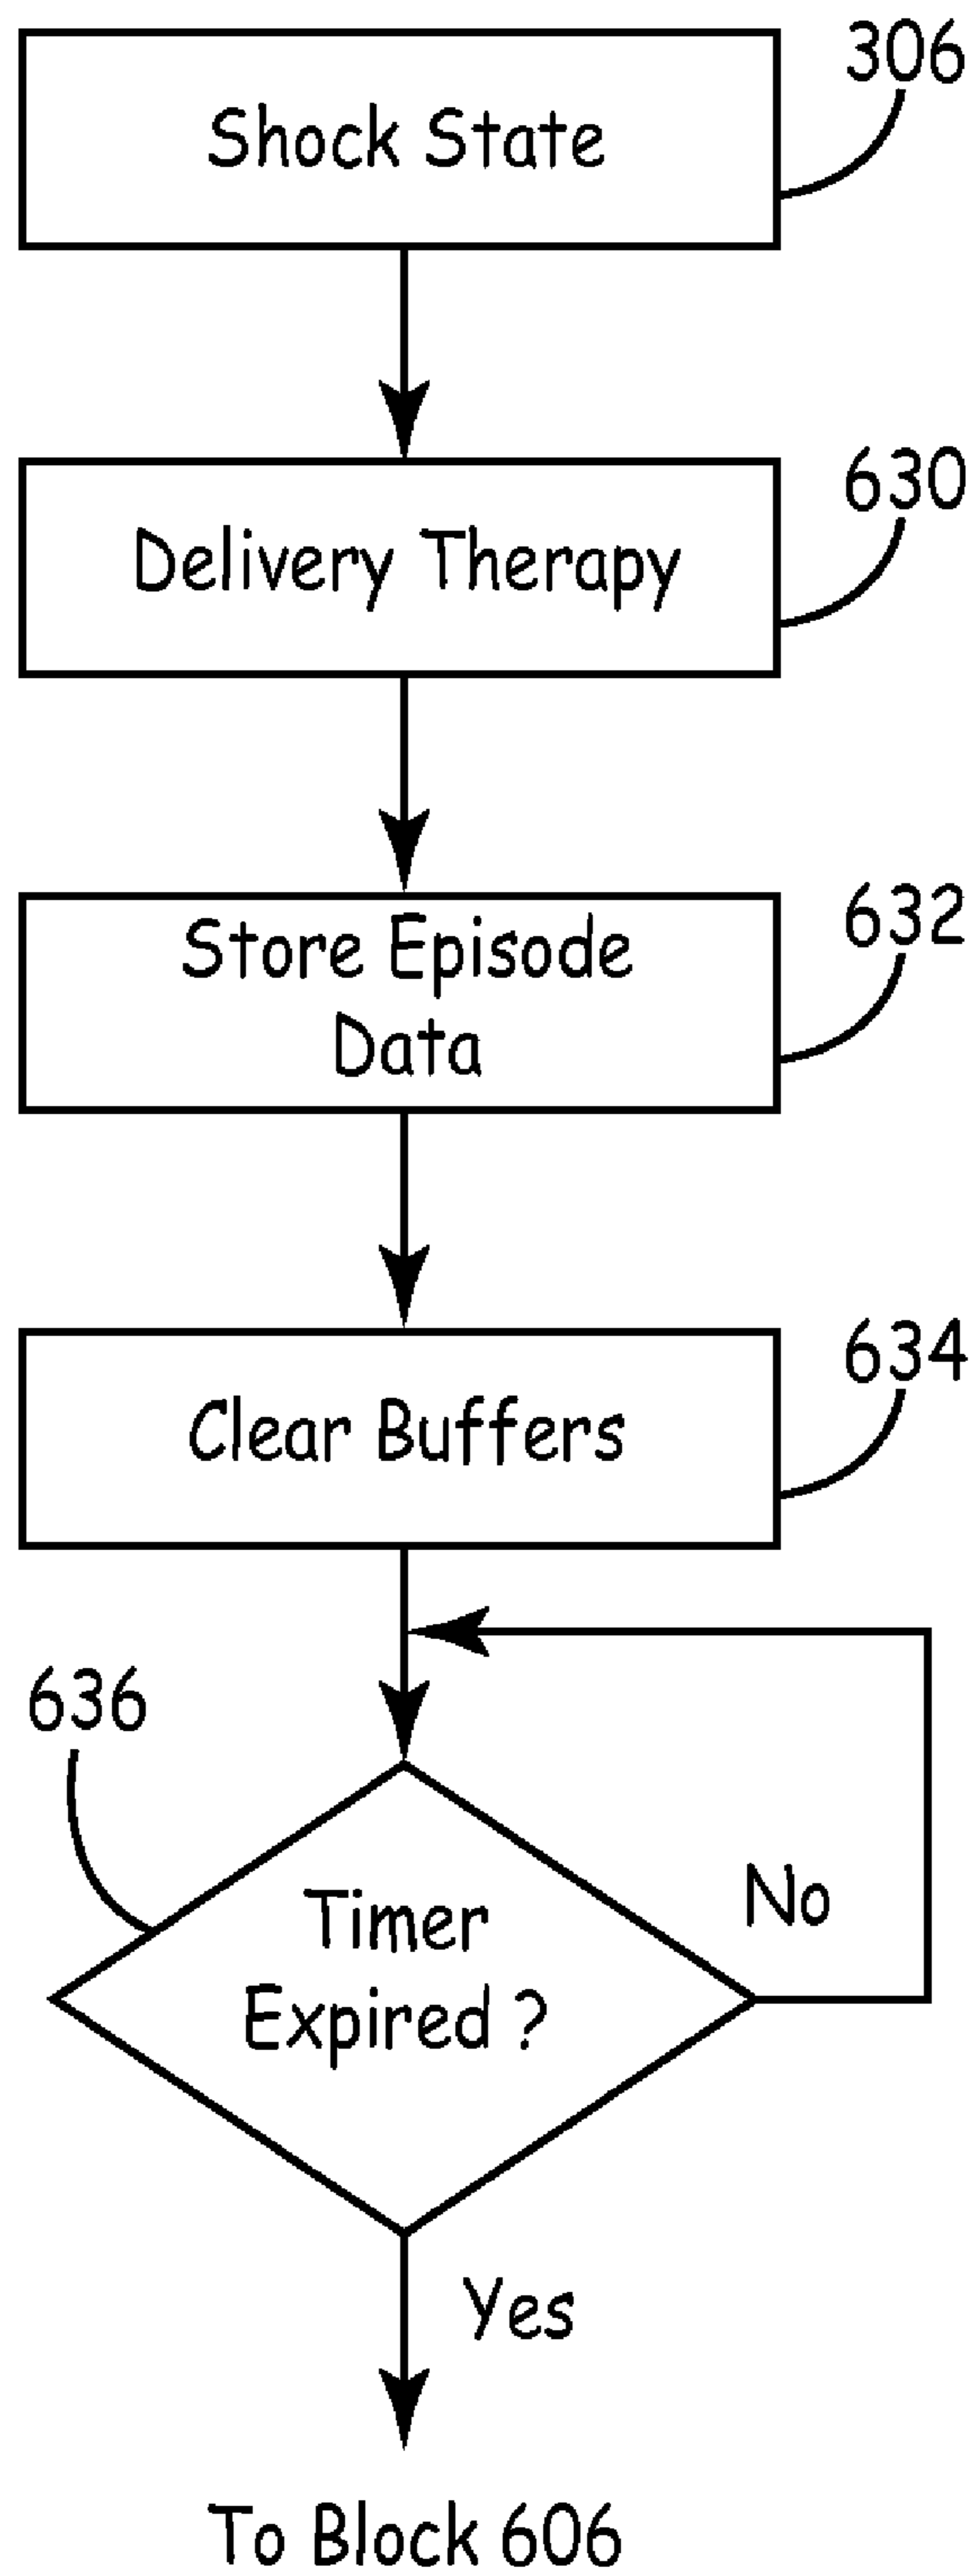 306
Shock State
630
Delivery Therapy
632
Store Episode
Data
634
Clear Buffers
636
Timer
Expired ?
No
Yes
To Block 606